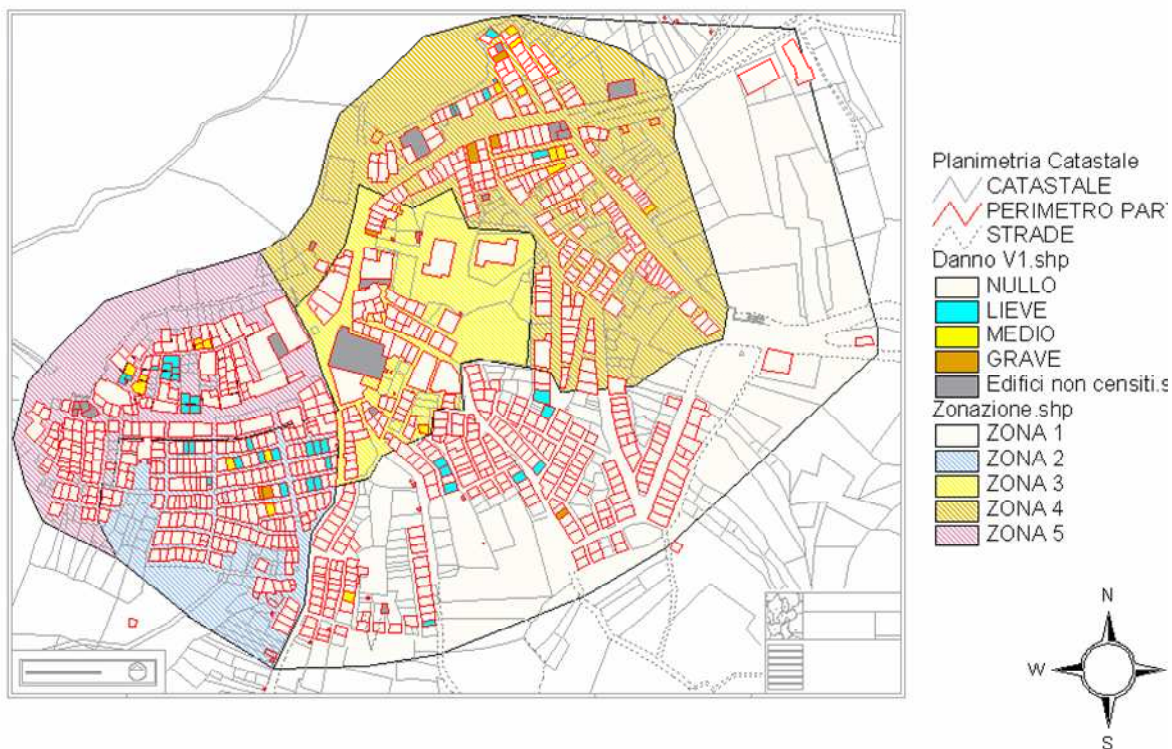 Planimetria Catastale
CATASTALE
PERIMETRO PART
STRADE
Danno V1.shp
NULLO
LIEVE
MEDIO
GRAVE
Edifici non censiti.s
Zonazione.shp
ZONA 1
ZONA 2
ZONA 3
ZONA 4
ZONA 5
N
W
S